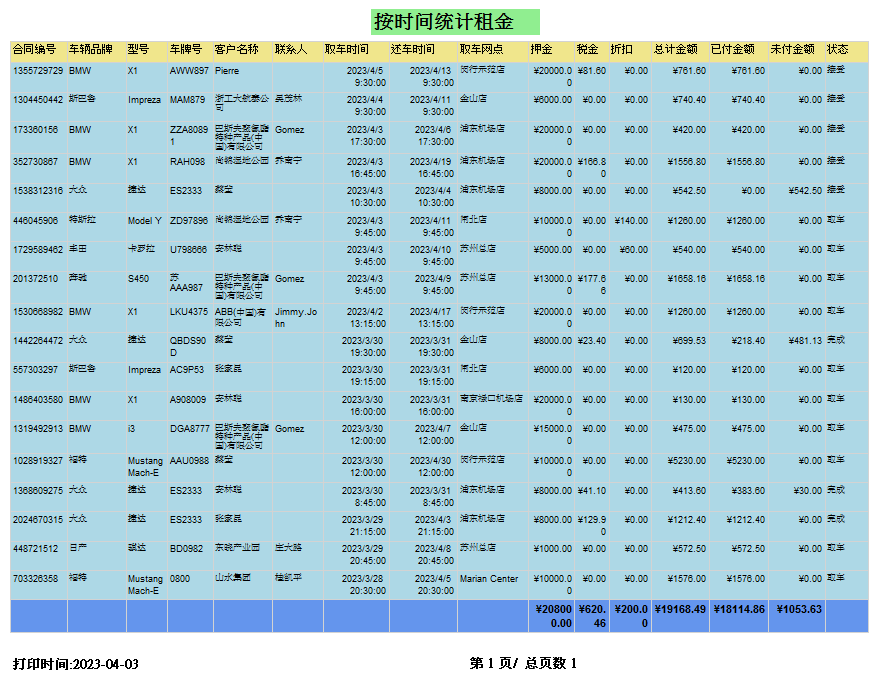 按时间统计租金
合同编号 车辆品牌 型号 车牌号 客户名称 联系人 取车时间 还车时间 取车网点 押金 税金 折扣 总计金额 已付金额 未付金额 状态
1355729729 BMW X1 AWW897 Pierre 2023/4/5 9:30:00 2023/4/13 9:30:00 闵行示范店 ¥20000.00 ¥81.60 ¥0.00 ¥761.60 ¥761.60 ¥0.00 接受
1304450442 斯巴鲁 Impreza MAM879 浙工大航泰公司 吴茂林 2023/4/4 9:30:00 2023/4/11 9:30:00 金山店 ¥6000.00 ¥0.00 ¥0.00 ¥740.40 ¥740.40 ¥0.00 接受
173360156 BMW X1 ZZA80891 巴斯夫聚氨酯特种产品(中国)有限公司 Gomez 2023/4/3 17:30:00 2023/4/6 17:30:00 浦东机场店 ¥20000.00 ¥0.00 ¥0.00 ¥420.00 ¥420.00 ¥0.00 接受
352730867 BMW X1 RAH098 尚锦湿地公园 乔南宁 2023/4/3 16:45:00 2023/4/19 16:45:00 浦东机场店 ¥20000.00 ¥166.80 ¥0.00 ¥1556.80 ¥1556.80 ¥0.00 接受
1538312316 大众 捷达 ES2333 蔡莹 2023/4/3 10:30:00 2023/4/4 10:30:00 浦东机场店 ¥8000.00 ¥0.00 ¥0.00 ¥542.50 ¥0.00 ¥542.50 接受
446045906 特斯拉 Model Y ZD97896 尚锦湿地公园 乔南宁 2023/4/3 9:45:00 2023/4/11 9:45:00 闸北店 ¥10000.00 ¥0.00 ¥140.00 ¥1260.00 ¥1260.00 ¥0.00 取车
1729589462 丰田 卡罗拉 U798666 安林聪 2023/4/3 9:45:00 2023/4/10 9:45:00 苏州总店 ¥5000.00 ¥0.00 ¥60.00 ¥540.00 ¥540.00 ¥0.00 取车
201372510 奔驰 S450 苏AAA987 巴斯夫聚氨酯特种产品(中国)有限公司 Gomez 2023/4/3 9:45:00 2023/4/9 9:45:00 苏州总店 ¥13000.00 ¥177.66 ¥0.00 ¥1658.16 ¥1658.16 ¥0.00 取车
1530668982 BMW X1 LKU4375 ABB(中国)有限公司 Jimmy.John 2023/4/2 13:15:00 2023/4/17 13:15:00 闵行示范店 ¥20000.00 ¥0.00 ¥0.00 ¥1260.00 ¥1260.00 ¥0.00 取车
1442264472 大众 捷达 QBDS90D 蔡莹 2023/3/30 19:30:00 2023/3/31 19:30:00 金山店 ¥8000.00 ¥23.40 ¥0.00 ¥699.53 ¥218.40 ¥481.13 完成
557303297 斯巴鲁 Impreza AC9P53 张家昆 2023/3/30 19:15:00 2023/3/31 19:15:00 闸北店 ¥6000.00 ¥0.00 ¥0.00 ¥120.00 ¥120.00 ¥0.00 取车
1486403580 BMW X1 A908009 安林聪 2023/3/30 16:00:00 2023/3/31 16:00:00 南京禄口机场店 ¥20000.00 ¥0.00 ¥0.00 ¥130.00 ¥130.00 ¥0.00 取车
1319492913 BMW i3 DGA8777 巴斯夫聚氨酯特种产品(中国)有限公司 Gomez 2023/3/30 12:00:00 2023/4/7 12:00:00 金山店 ¥15000.00 ¥0.00 ¥0.00 ¥475.00 ¥475.00 ¥0.00 取车
1028919327 福特 Mustang Mach-E AAU0988 蔡莹 2023/3/30 12:00:00 2023/4/30 12:00:00 闵行示范店 ¥10000.00 ¥0.00 ¥0.00 ¥5230.00 ¥5230.00 ¥0.00 取车
1368609275 大众 捷达 ES2333 安林聪 2023/3/30 8:45:00 2023/3/31 8:45:00 浦东机场店 ¥8000.00 ¥41.10 ¥0.00 ¥413.60 ¥383.60 ¥30.00 完成
2024670315 大众 捷达 ES2333 张家昆 2023/3/29 21:15:00 2023/4/3 21:15:00 浦东机场店 ¥8000.00 ¥129.90 ¥0.00 ¥1212.40 ¥1212.40 ¥0.00 完成
448721512 日产 骐达 BD0982 东晓产业园 庄大路 2023/3/29 20:45:00 2023/4/8 20:45:00 苏州总店 ¥1000.00 ¥0.00 ¥0.00 ¥572.50 ¥572.50 ¥0.00 取车
703326358 福特 Mustang Mach-E 0800 山水集团 桂凯平 2023/3/28 20:30:00 2023/4/5 20:30:00 Marian Center ¥10000.00 ¥0.00 ¥0.00 ¥1576.00 ¥1576.00 ¥0.00 取车
¥208000.00 ¥620.46 ¥200.00 ¥19168.49 ¥18114.86 ¥1053.63
打印时间:2023-04-03 第 1 页/ 总页数 1